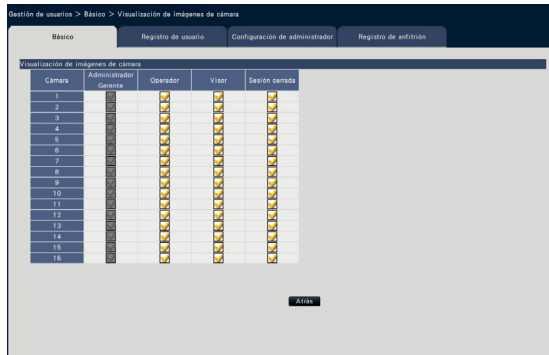 Gestión de usuarios > Básico > Visualización de imágenes de cámara
Básico
Registro de usuario
Configuración de administrador
Registro de anfitrión
Visualización de imágenes de cámara
Cámara
Administrador
Gerente
Operador
Visor
Sesión cerrada
1
2
3
4
5
6
7
8
9
10
11
12
13
14
15
16
Atrás